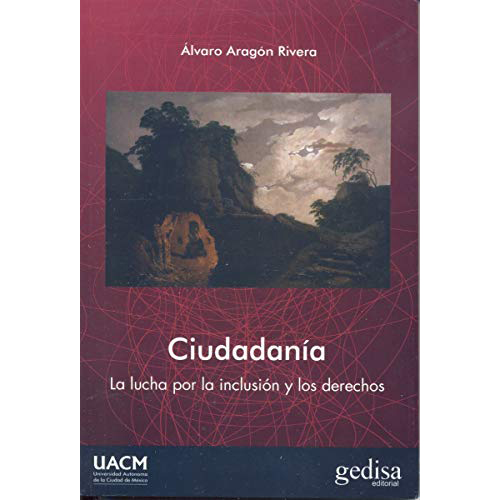 Álvaro Aragón Rivera
Ciudadanía
La lucha por la inclusión y los derechos
UACM
Universidad Autónoma
de la Ciudad de México
gedisa
editorial